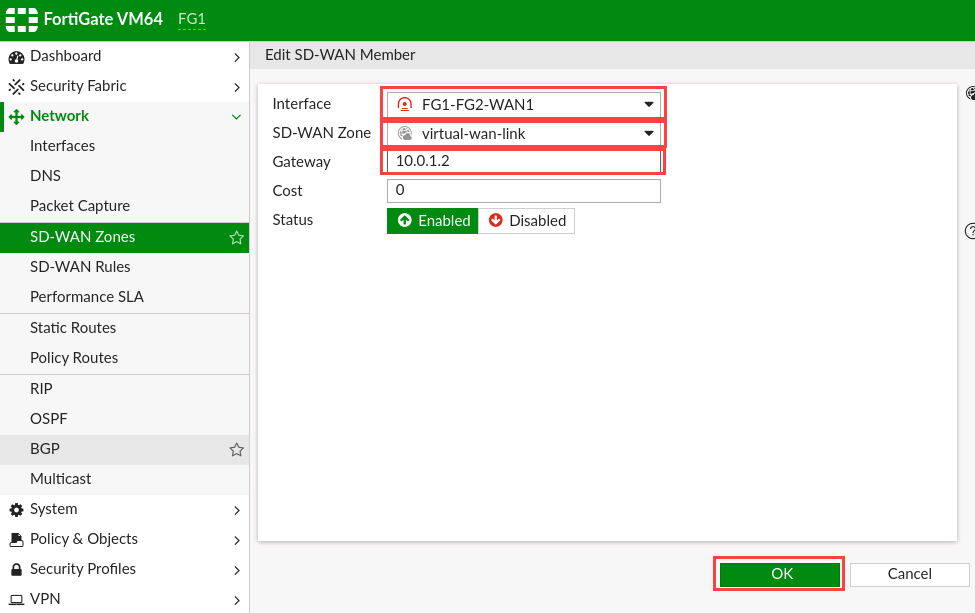 FortiGate VM64 FG1
Dashboard
Security Fabric
Network
Interfaces
DNS
Packet Capture
SD-WAN Zones
SD-WAN Rules
Performance SLA
Static Routes
Policy Routes
RIP
OSPF
BGP
Multicast
System
Policy & Objects
Security Profiles
VPN
Edit SD-WAN Member
Interface FG1-FG2-WAN1
SD-WAN Zone virtual-wan-link
Gateway 10.0.1.2
Cost 0
Status Enabled Disabled
OK Cancel